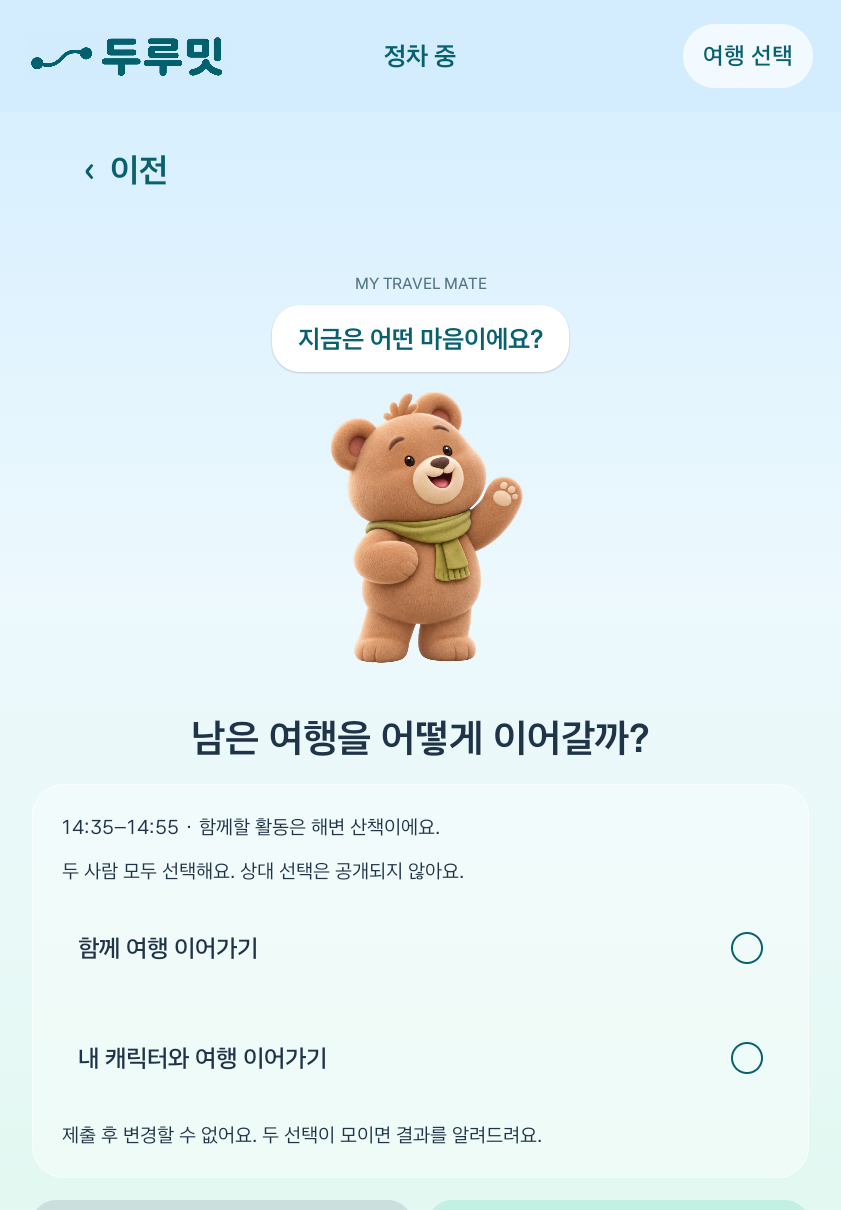 두루밋
정차 중
여행 선택
‹ 이전
MY TRAVEL MATE
지금은 어떤 마음이에요?
남은 여행을 어떻게 이어갈까?
14:35–14:55 · 함께할 활동은 해변 산책이에요.
두 사람 모두 선택해요. 상대 선택은 공개되지 않아요.
함께 여행 이어가기
내 캐릭터와 여행 이어가기
제출 후 변경할 수 없어요. 두 선택이 모이면 결과를 알려드려요.